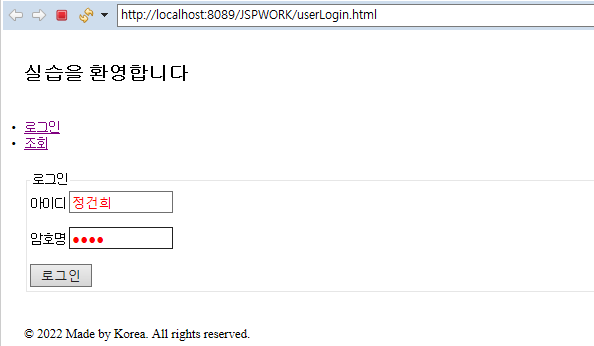 http://localhost:8089/JSPWORK/userLogin.html
실습을 환영합니다
• 로그인
• 조회
로그인
아이디 정건희
암호명 ●●●●
로그인
© 2022 Made by Korea. All rights reserved.